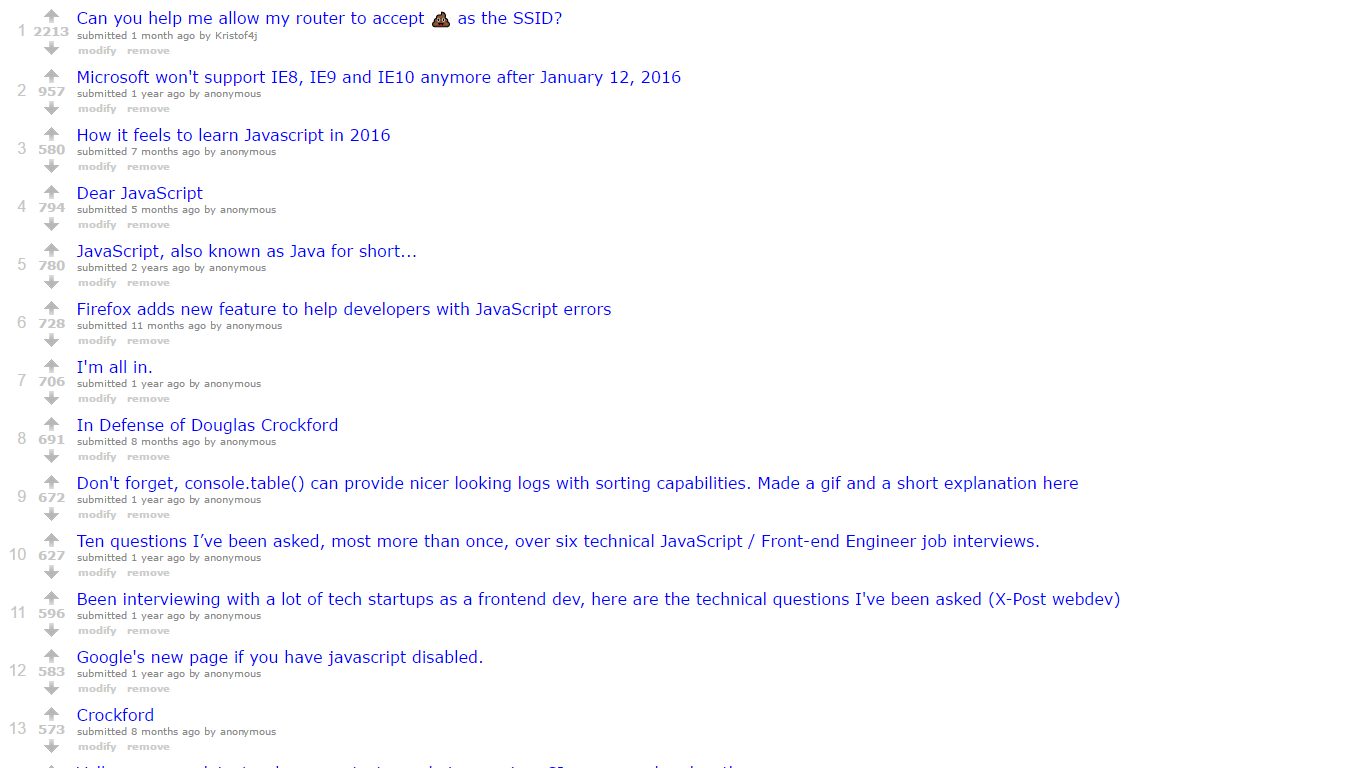 Can you help me allow my router to accept 💩 as the SSID?
1 2213 submitted 1 month ago by Kristof4j
modify remove
Microsoft won't support IE8, IE9 and IE10 anymore after January 12, 2016
2 957 submitted 1 year ago by anonymous
modify remove
How it feels to learn Javascript in 2016
3 580 submitted 7 months ago by anonymous
modify remove
Dear JavaScript
4 794 submitted 5 months ago by anonymous
modify remove
JavaScript, also known as Java for short...
5 780 submitted 2 years ago by anonymous
modify remove
Firefox adds new feature to help developers with JavaScript errors
6 728 submitted 11 months ago by anonymous
modify remove
I'm all in.
7 706 submitted 1 year ago by anonymous
modify remove
In Defense of Douglas Crockford
8 691 submitted 8 months ago by anonymous
modify remove
Don't forget, console.table() can provide nicer looking logs with sorting capabilities. Made a gif and a short explanation here
9 672 submitted 1 year ago by anonymous
modify remove
Ten questions I’ve been asked, most more than once, over six technical JavaScript / Front-end Engineer job interviews.
10 627 submitted 1 year ago by anonymous
modify remove
Been interviewing with a lot of tech startups as a frontend dev, here are the technical questions I've been asked (X-Post webdev)
11 596 submitted 1 year ago by anonymous
modify remove
Google's new page if you have javascript disabled.
12 583 submitted 1 year ago by anonymous
modify remove
Crockford
13 573 submitted 8 months ago by anonymous
modify remove